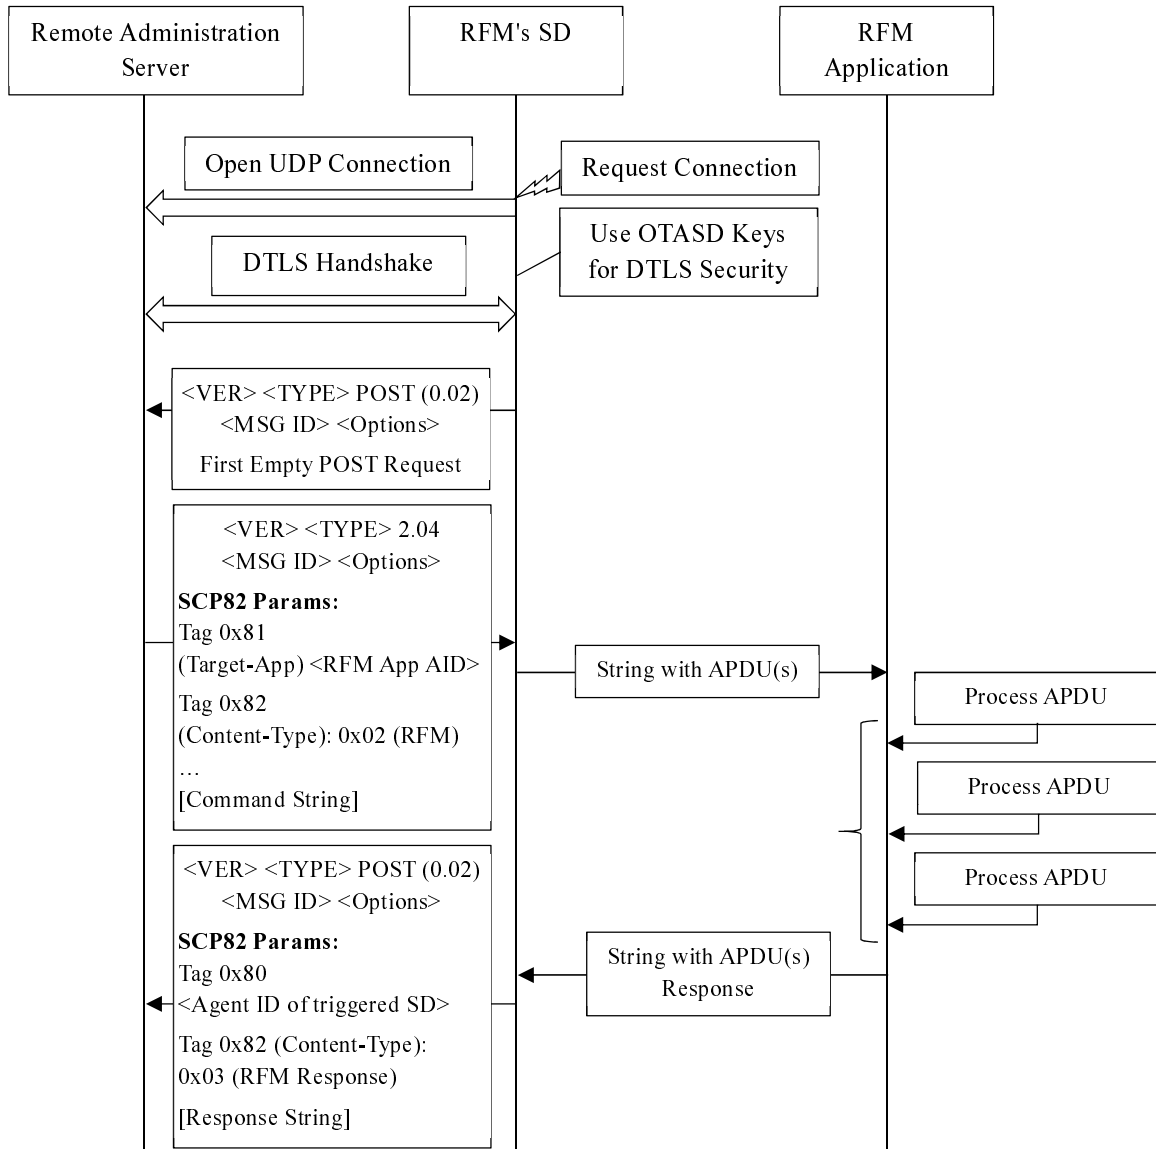 Remote Administration
Server
RFM's SD
RFM
Application
Open UDP Connection
Request Connection
DTLS Handshake
Use OTASD Keys
for DTLS Security
<VER> <TYPE> POST (0.02)
<MSG ID> <Options>
First Empty POST Request
<VER> <TYPE> 2.04
<MSG ID> <Options>
SCP82 Params:
Tag 0x81
(Target-App) <RFM App AID>
Tag 0x82
(Content-Type): 0x02 (RFM)
…
[Command String]
String with APDU(s)
Process APDU
Process APDU
Process APDU
String with APDU(s)
Response
<VER> <TYPE> POST (0.02)
<MSG ID> <Options>
SCP82 Params:
Tag 0x80
<Agent ID of triggered SD>
Tag 0x82 (Content-Type):
0x03 (RFM Response)
[Response String]